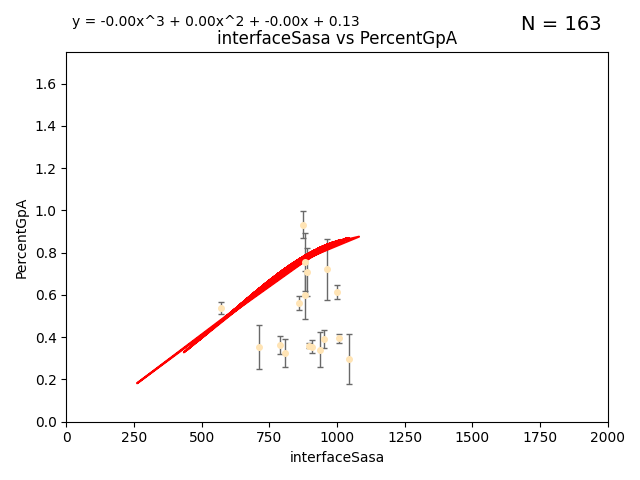 y = -0.00x^3 + 0.00x^2 + -0.00x + 0.13
N = 163
interfaceSasa vs PercentGpA
1.6
1.4
1.2
1.0
0.8
0.6
0.4
0.2
0.0
PercentGpA
0 250 500 750 1000 1250 1500 1750 2000
interfaceSasa